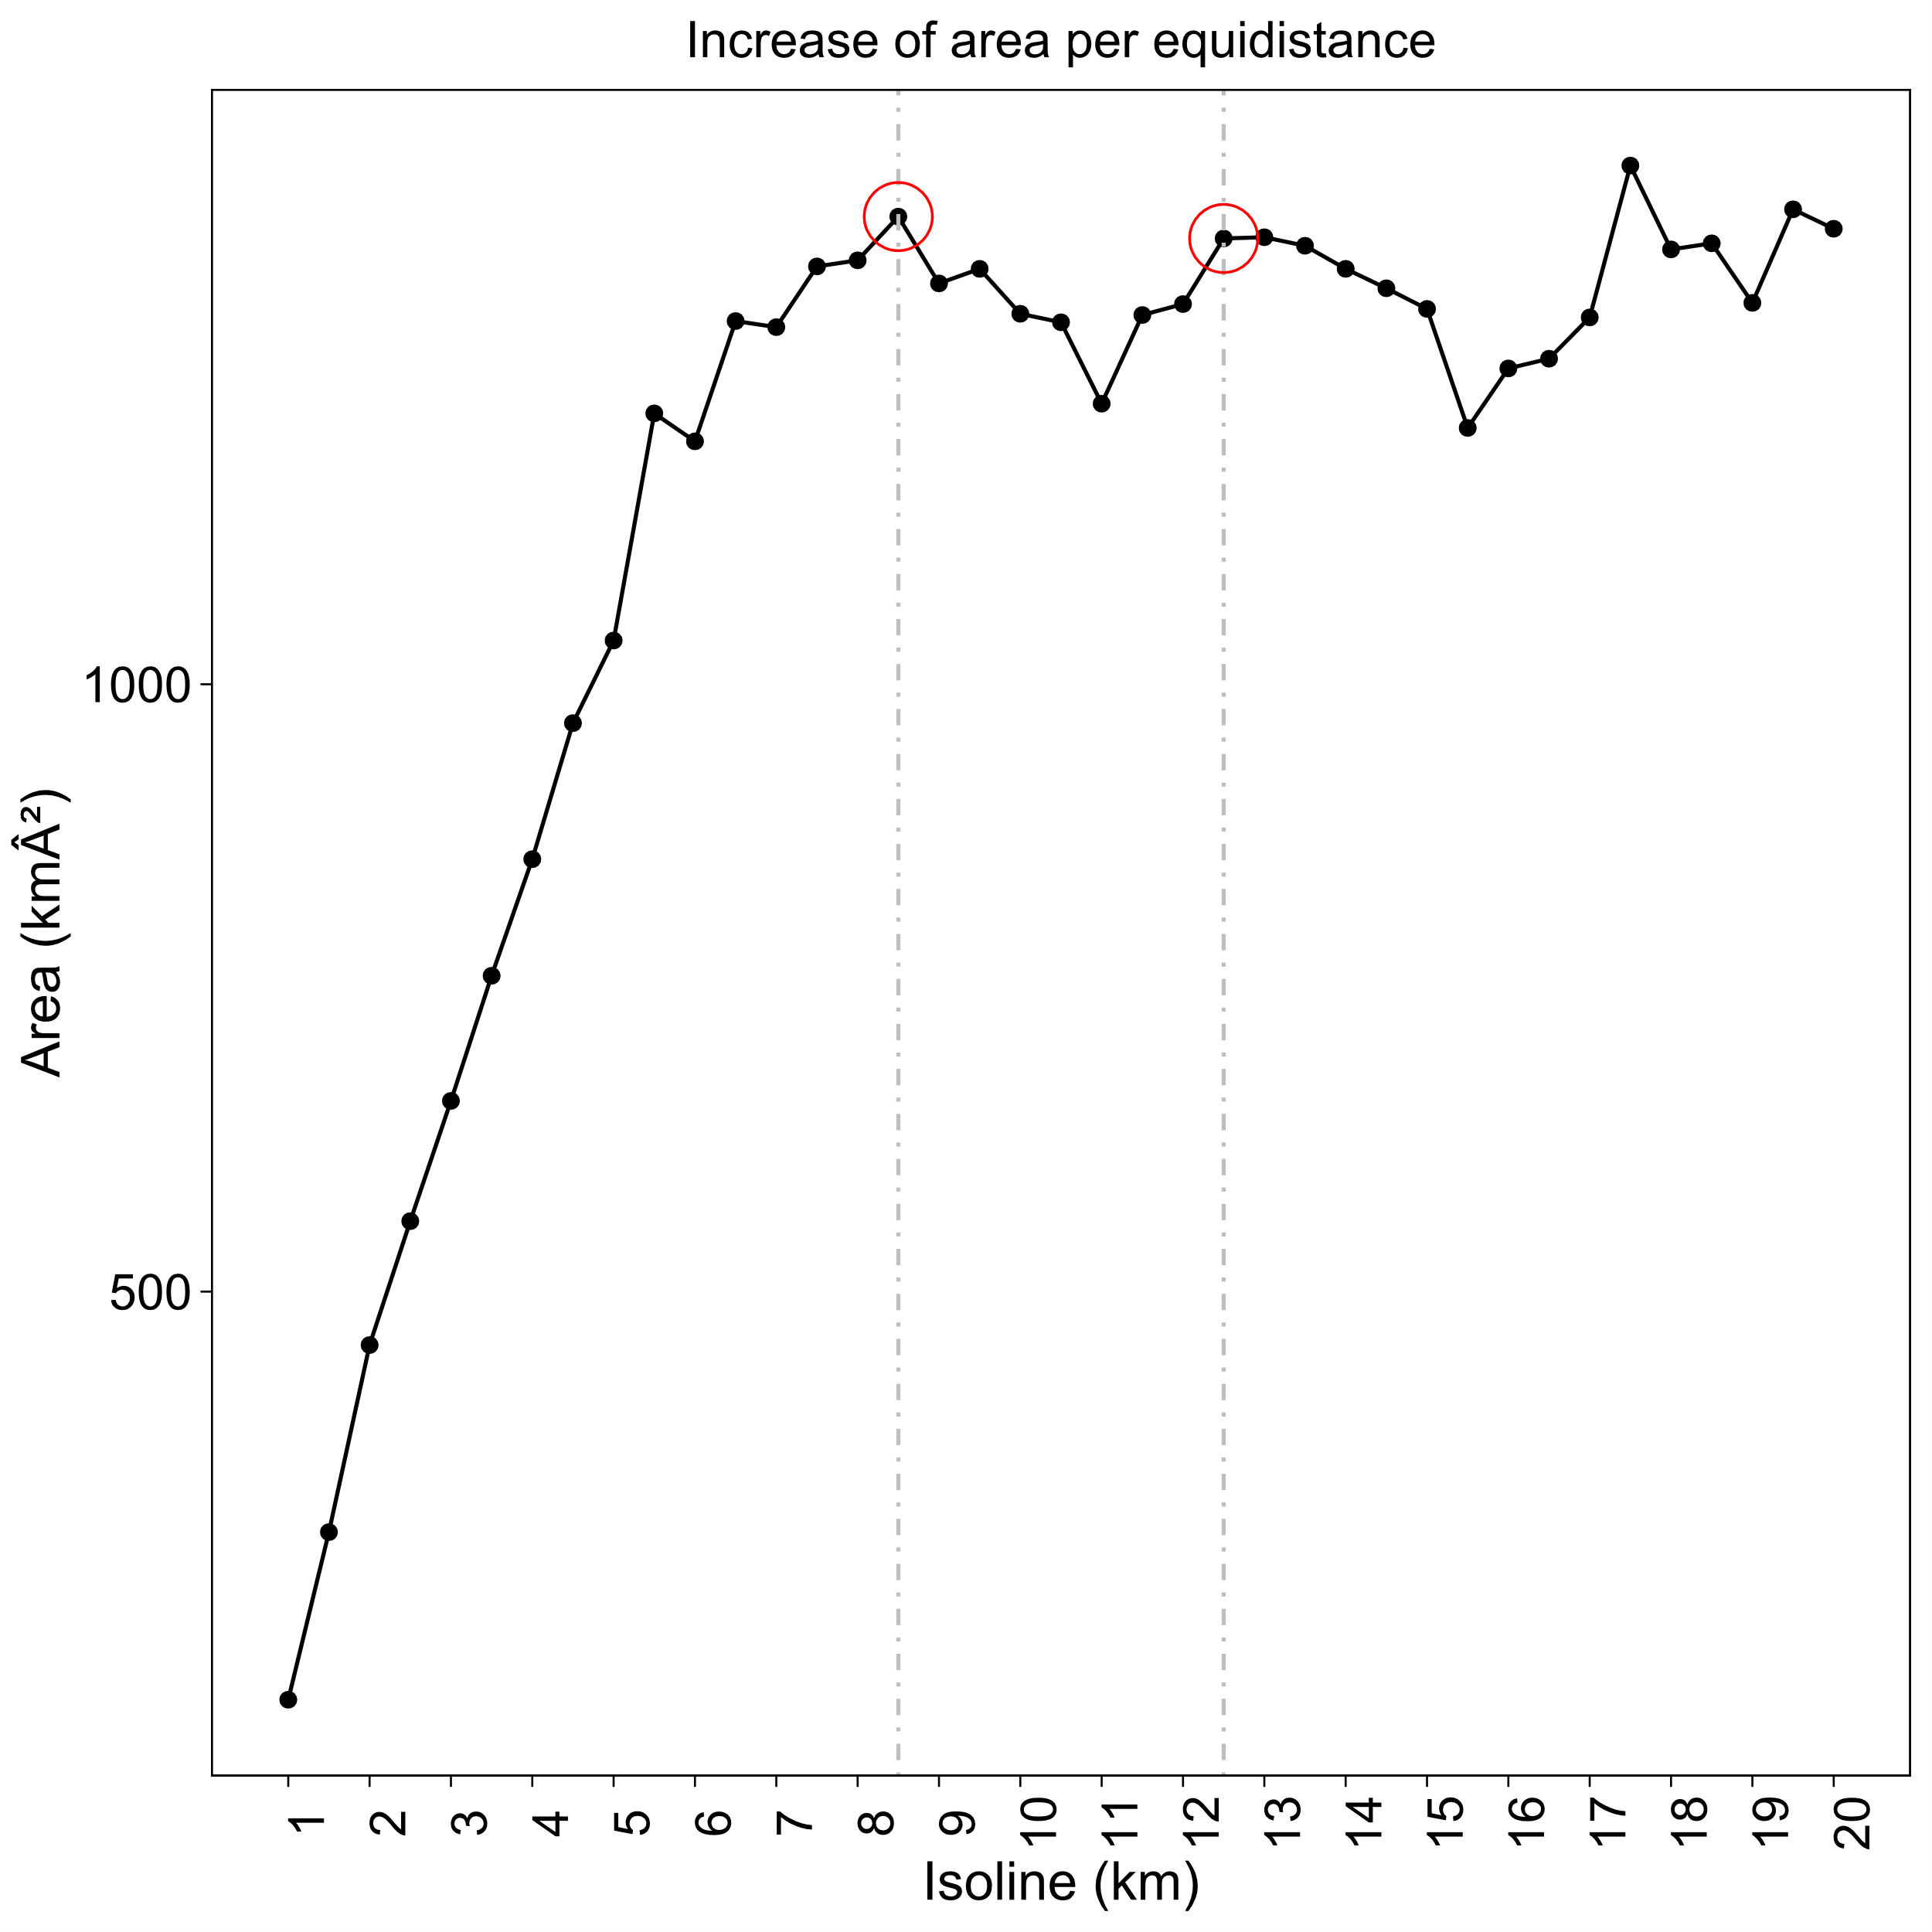 Increase of area per equidistance
Area (kmÂ²)
1000
500
1 2 3 4 5 6 7 8 9 10 11 12 13 14 15 16 17 18 19 20
Isoline (km)